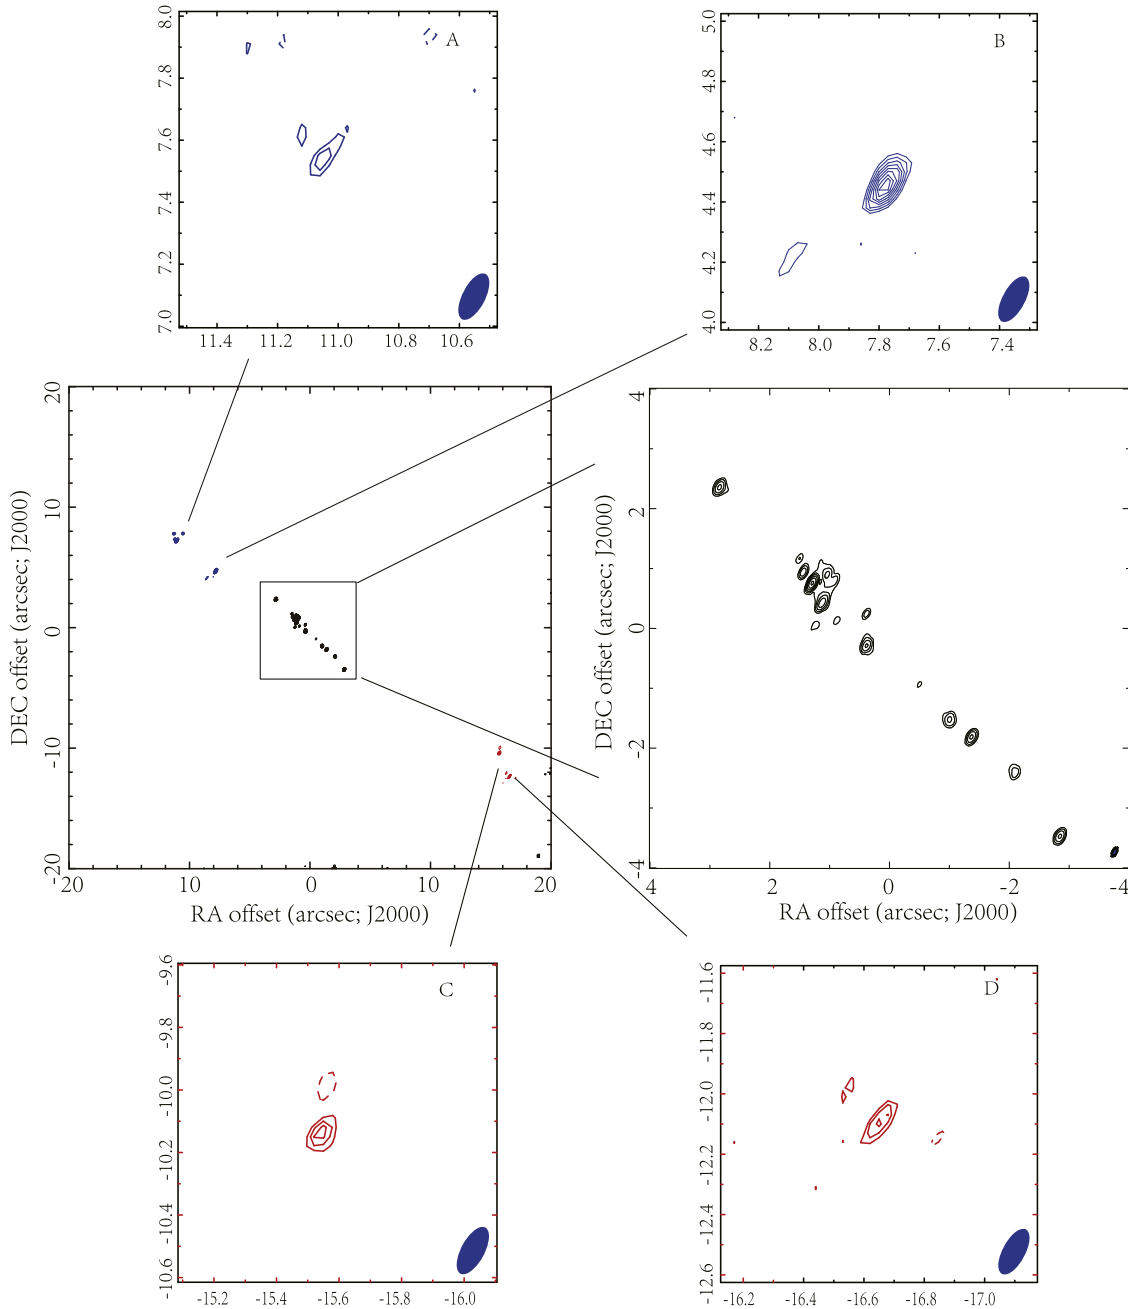 A
8.0
7.8
7.6
7.4
7.2
7.0
11.4 11.2 11.0 10.8 10.6
B
5.0
4.8
4.6
4.4
4.2
4.0
8.2 8.0 7.8 7.6 7.4
DEC offset (arcsec; J2000)
20
10
0
-10
-20
-20 10 0 10 20
RA offset (arcsec; J2000)
DEC offset (arcsec; J2000)
4
2
0
-2
-4
4 2 0 -2 -4
RA offset (arcsec; J2000)
C
-9.6
-9.8
-10.0
-10.2
-10.4
-10.6
-15.2 -15.4 -15.6 -15.8 -16.0
D
-11.6
-11.8
-12.0
-12.2
-12.4
-12.6
-16.2 -16.4 -16.6 -16.8 -17.0